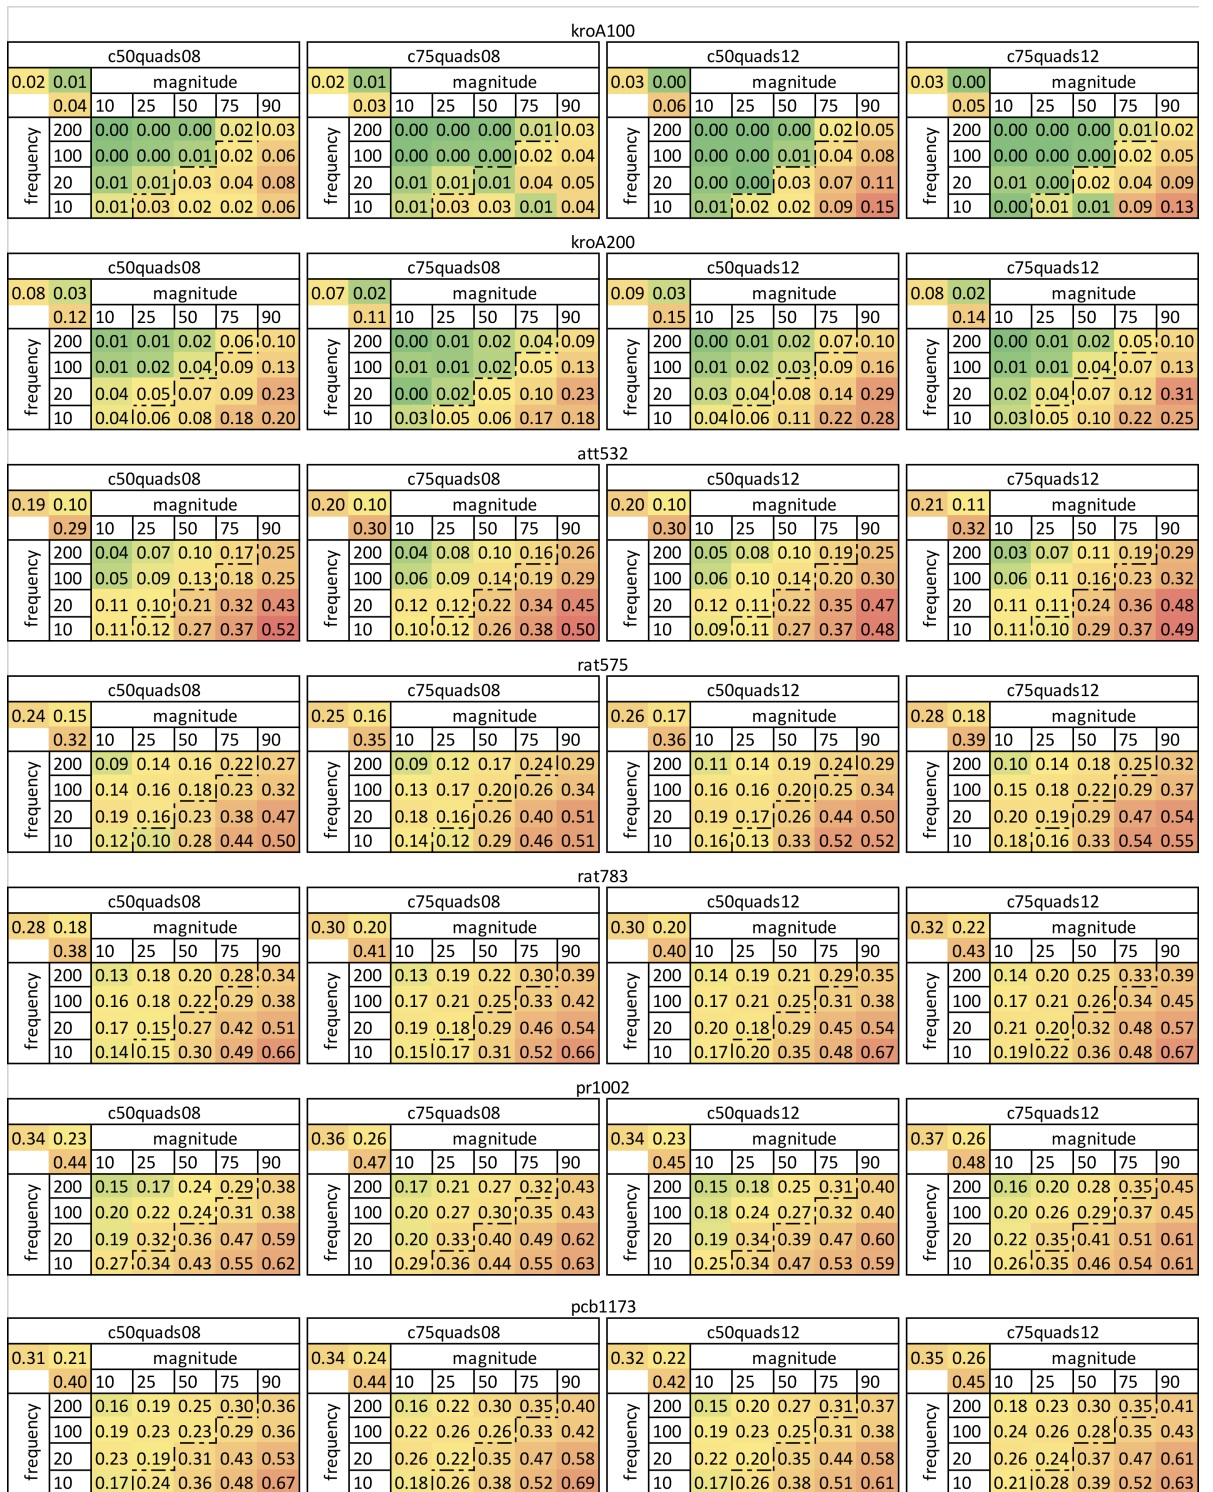 kroA100
c50quads08 c75quads08 c50quads12 c75quads12
0.02 0.01 magnitude 0.02 0.01 magnitude 0.03 0.00 magnitude 0.03 0.00 magnitude
0.04 10 25 50 75 90 0.03 10 25 50 75 90 0.06 10 25 50 75 90 0.05 10 25 50 75 90
frequency frequency frequency frequency
200 0.00 0.00 0.00 0.02 0.03 200 0.00 0.00 0.00 0.01 0.03 200 0.00 0.00 0.00 0.02 0.05 200 0.00 0.00 0.00 0.01 0.02
100 0.00 0.00 0.01 0.02 0.06 100 0.00 0.00 0.00 0.02 0.04 100 0.00 0.00 0.01 0.04 0.08 100 0.00 0.00 0.00 0.02 0.05
20 0.01 0.01 0.03 0.04 0.08 20 0.01 0.01 0.01 0.04 0.05 20 0.00 0.00 0.03 0.07 0.11 20 0.01 0.00 0.02 0.04 0.09
10 0.01 0.03 0.02 0.02 0.06 10 0.01 0.03 0.03 0.01 0.04 10 0.01 0.02 0.02 0.09 0.15 10 0.00 0.01 0.01 0.09 0.13
kroA200
c50quads08 c75quads08 c50quads12 c75quads12
0.08 0.03 magnitude 0.07 0.02 magnitude 0.09 0.03 magnitude 0.08 0.02 magnitude
0.12 10 25 50 75 90 0.11 10 25 50 75 90 0.15 10 25 50 75 90 0.14 10 25 50 75 90
frequency frequency frequency frequency
200 0.01 0.01 0.02 0.06 0.10 200 0.00 0.01 0.02 0.04 0.09 200 0.00 0.01 0.02 0.07 0.10 200 0.00 0.01 0.02 0.05 0.10
100 0.01 0.02 0.04 0.09 0.13 100 0.01 0.01 0.02 0.05 0.13 100 0.01 0.02 0.03 0.09 0.16 100 0.01 0.01 0.04 0.07 0.13
20 0.04 0.05 0.07 0.09 0.23 20 0.00 0.02 0.05 0.10 0.23 20 0.03 0.04 0.08 0.14 0.29 20 0.02 0.04 0.07 0.12 0.31
10 0.04 0.06 0.08 0.18 0.20 10 0.03 0.05 0.06 0.17 0.18 10 0.04 0.06 0.11 0.22 0.28 10 0.03 0.05 0.10 0.22 0.25
att532
c50quads08 c75quads08 c50quads12 c75quads12
0.19 0.10 magnitude 0.20 0.10 magnitude 0.20 0.10 magnitude 0.21 0.11 magnitude
0.29 10 25 50 75 90 0.30 10 25 50 75 90 0.30 10 25 50 75 90 0.32 10 25 50 75 90
frequency frequency frequency frequency
200 0.04 0.07 0.10 0.17 0.25 200 0.04 0.08 0.10 0.16 0.26 200 0.05 0.08 0.10 0.19 0.25 200 0.03 0.07 0.11 0.19 0.29
100 0.05 0.09 0.13 0.18 0.25 100 0.06 0.09 0.14 0.19 0.29 100 0.06 0.10 0.14 0.20 0.30 100 0.06 0.11 0.16 0.23 0.32
20 0.11 0.10 0.21 0.32 0.43 20 0.12 0.12 0.22 0.34 0.45 20 0.12 0.11 0.22 0.35 0.47 20 0.11 0.11 0.24 0.36 0.48
10 0.11 0.12 0.27 0.37 0.52 10 0.10 0.12 0.26 0.38 0.50 10 0.09 0.11 0.27 0.37 0.48 10 0.11 0.10 0.29 0.37 0.49
rat575
c50quads08 c75quads08 c50quads12 c75quads12
0.24 0.15 magnitude 0.25 0.16 magnitude 0.26 0.17 magnitude 0.28 0.18 magnitude
0.32 10 25 50 75 90 0.35 10 25 50 75 90 0.36 10 25 50 75 90 0.39 10 25 50 75 90
frequency frequency frequency frequency
200 0.09 0.14 0.16 0.22 0.27 200 0.09 0.12 0.17 0.24 0.29 200 0.11 0.14 0.19 0.24 0.29 200 0.10 0.14 0.18 0.25 0.32
100 0.14 0.16 0.18 0.23 0.32 100 0.13 0.17 0.20 0.26 0.34 100 0.16 0.16 0.20 0.25 0.34 100 0.15 0.18 0.22 0.29 0.37
20 0.19 0.16 0.23 0.38 0.47 20 0.18 0.16 0.26 0.40 0.51 20 0.19 0.17 0.26 0.44 0.50 20 0.20 0.19 0.29 0.47 0.54
10 0.12 0.10 0.28 0.44 0.50 10 0.14 0.12 0.29 0.46 0.51 10 0.16 0.13 0.33 0.52 0.52 10 0.18 0.16 0.33 0.54 0.55
rat783
c50quads08 c75quads08 c50quads12 c75quads12
0.28 0.18 magnitude 0.30 0.20 magnitude 0.30 0.20 magnitude 0.32 0.22 magnitude
0.38 10 25 50 75 90 0.41 10 25 50 75 90 0.40 10 25 50 75 90 0.43 10 25 50 75 90
frequency frequency frequency frequency
200 0.13 0.18 0.20 0.28 0.34 200 0.13 0.19 0.22 0.30 0.39 200 0.14 0.19 0.21 0.29 0.35 200 0.14 0.20 0.25 0.33 0.39
100 0.16 0.18 0.22 0.29 0.38 100 0.17 0.21 0.25 0.33 0.42 100 0.17 0.21 0.25 0.31 0.38 100 0.17 0.21 0.26 0.34 0.45
20 0.17 0.15 0.27 0.42 0.51 20 0.19 0.18 0.29 0.46 0.54 20 0.20 0.18 0.29 0.45 0.54 20 0.21 0.20 0.32 0.48 0.57
10 0.14 0.15 0.30 0.49 0.66 10 0.15 0.17 0.31 0.52 0.66 10 0.17 0.20 0.35 0.48 0.67 10 0.19 0.22 0.36 0.48 0.67
pr1002
c50quads08 c75quads08 c50quads12 c75quads12
0.34 0.23 magnitude 0.36 0.26 magnitude 0.34 0.23 magnitude 0.37 0.26 magnitude
0.44 10 25 50 75 90 0.47 10 25 50 75 90 0.45 10 25 50 75 90 0.48 10 25 50 75 90
frequency frequency frequency frequency
200 0.15 0.17 0.24 0.29 0.38 200 0.17 0.21 0.27 0.32 0.43 200 0.15 0.18 0.25 0.31 0.40 200 0.16 0.20 0.28 0.35 0.45
100 0.20 0.22 0.24 0.31 0.38 100 0.20 0.27 0.30 0.35 0.43 100 0.18 0.24 0.27 0.32 0.40 100 0.20 0.26 0.29 0.37 0.45
20 0.19 0.32 0.36 0.47 0.59 20 0.20 0.33 0.40 0.49 0.62 20 0.19 0.34 0.39 0.47 0.60 20 0.22 0.35 0.41 0.51 0.61
10 0.27 0.34 0.43 0.55 0.62 10 0.29 0.36 0.44 0.55 0.63 10 0.25 0.34 0.47 0.53 0.59 10 0.26 0.35 0.46 0.54 0.61
pcb1173
c50quads08 c75quads08 c50quads12 c75quads12
0.31 0.21 magnitude 0.34 0.24 magnitude 0.32 0.22 magnitude 0.35 0.26 magnitude
0.40 10 25 50 75 90 0.44 10 25 50 75 90 0.42 10 25 50 75 90 0.45 10 25 50 75 90
frequency frequency frequency frequency
200 0.16 0.19 0.25 0.30 0.36 200 0.16 0.22 0.30 0.35 0.40 200 0.15 0.20 0.27 0.31 0.37 200 0.18 0.23 0.30 0.35 0.41
100 0.19 0.23 0.23 0.29 0.36 100 0.22 0.26 0.26 0.33 0.42 100 0.19 0.23 0.25 0.31 0.38 100 0.24 0.26 0.28 0.35 0.43
20 0.23 0.19 0.31 0.43 0.53 20 0.26 0.22 0.35 0.47 0.58 20 0.22 0.20 0.35 0.44 0.58 20 0.26 0.24 0.37 0.47 0.61
10 0.17 0.24 0.36 0.48 0.67 10 0.18 0.26 0.38 0.52 0.69 10 0.17 0.26 0.38 0.51 0.61 10 0.21 0.28 0.39 0.52 0.63